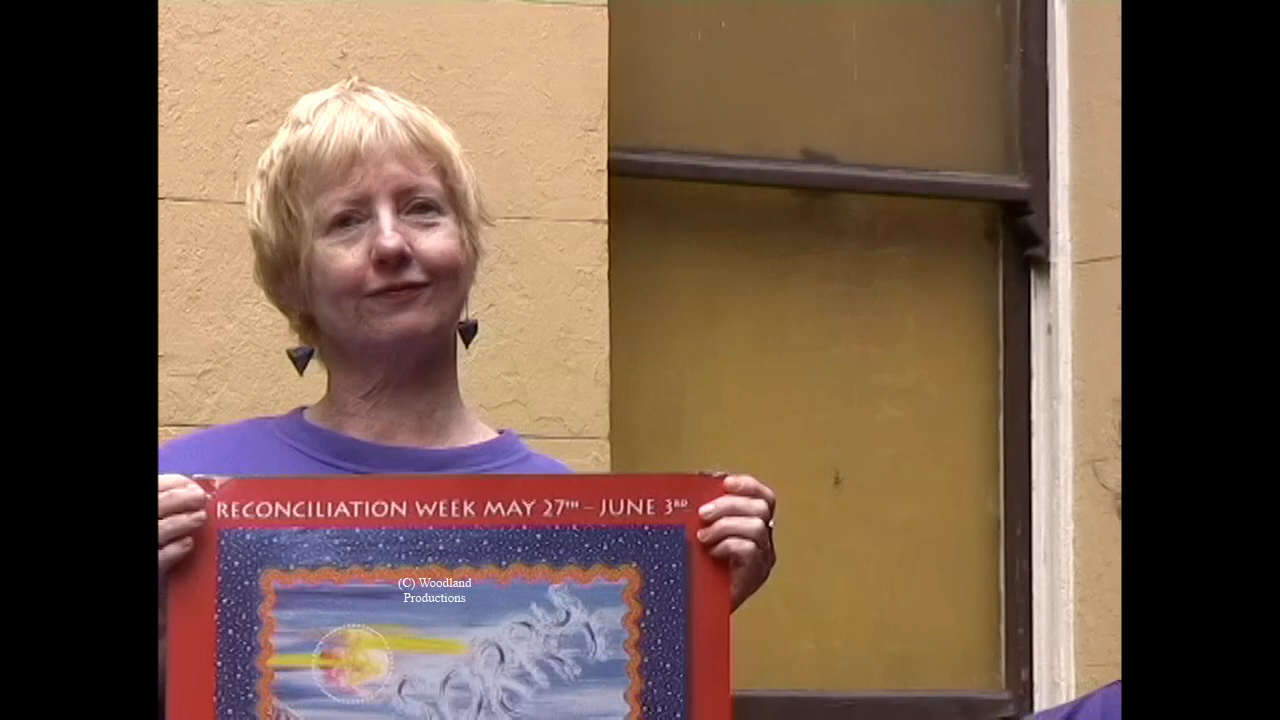 RECONCILIATION WEEK MAY 27TH – JUNE 3RD
(C) Woodland
Productions